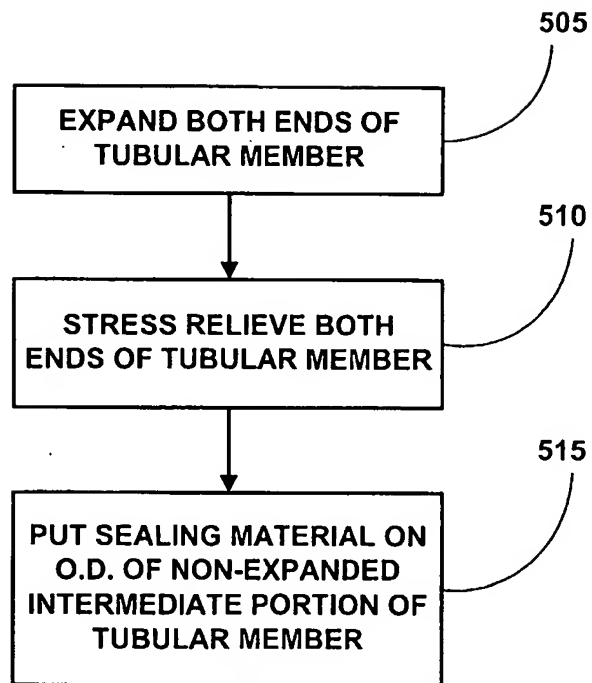 505
EXPAND BOTH ENDS OF
TUBULAR MEMBER
510
STRESS RELIEVE BOTH
ENDS OF TUBULAR MEMBER
515
PUT SEALING MATERIAL ON
O.D. OF NON-EXPANDED
INTERMEDIATE PORTION OF
TUBULAR MEMBER